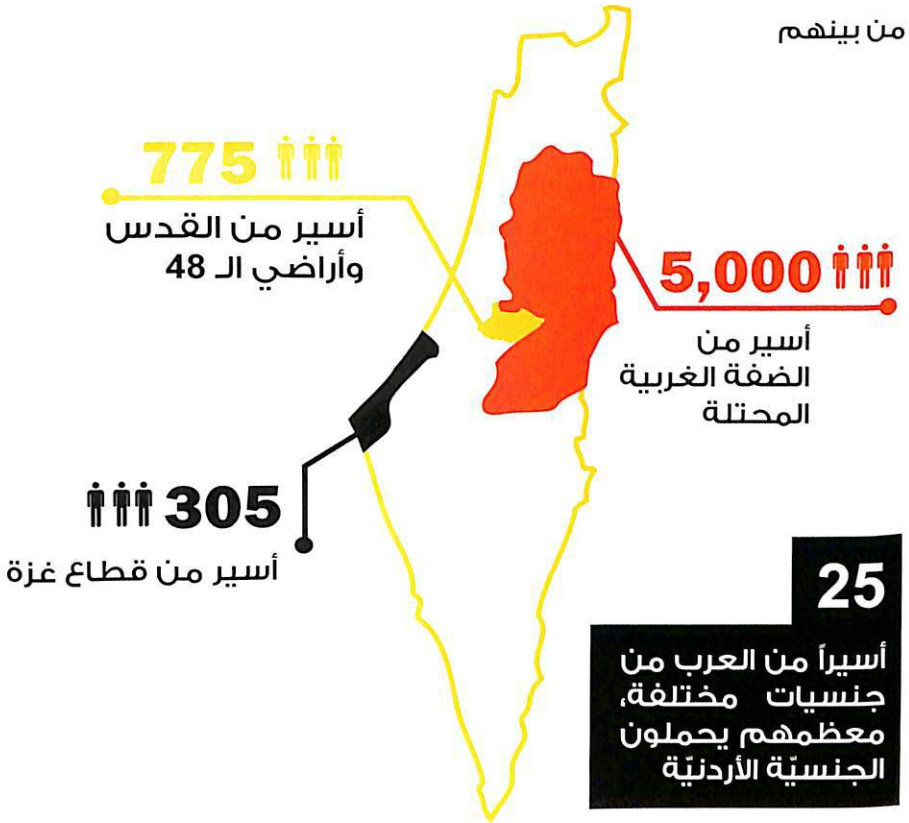 من بينهم
775
أسير من القدس
وأراضي الـ 48
5,000
أسير من
الضفة الغربية
المحتلة
305
أسير من قطاع غزة
25
أسيراً من العرب من
جنسيات مختلفة،
معظمهم يحملون
الجنسيّة الأردنيّة